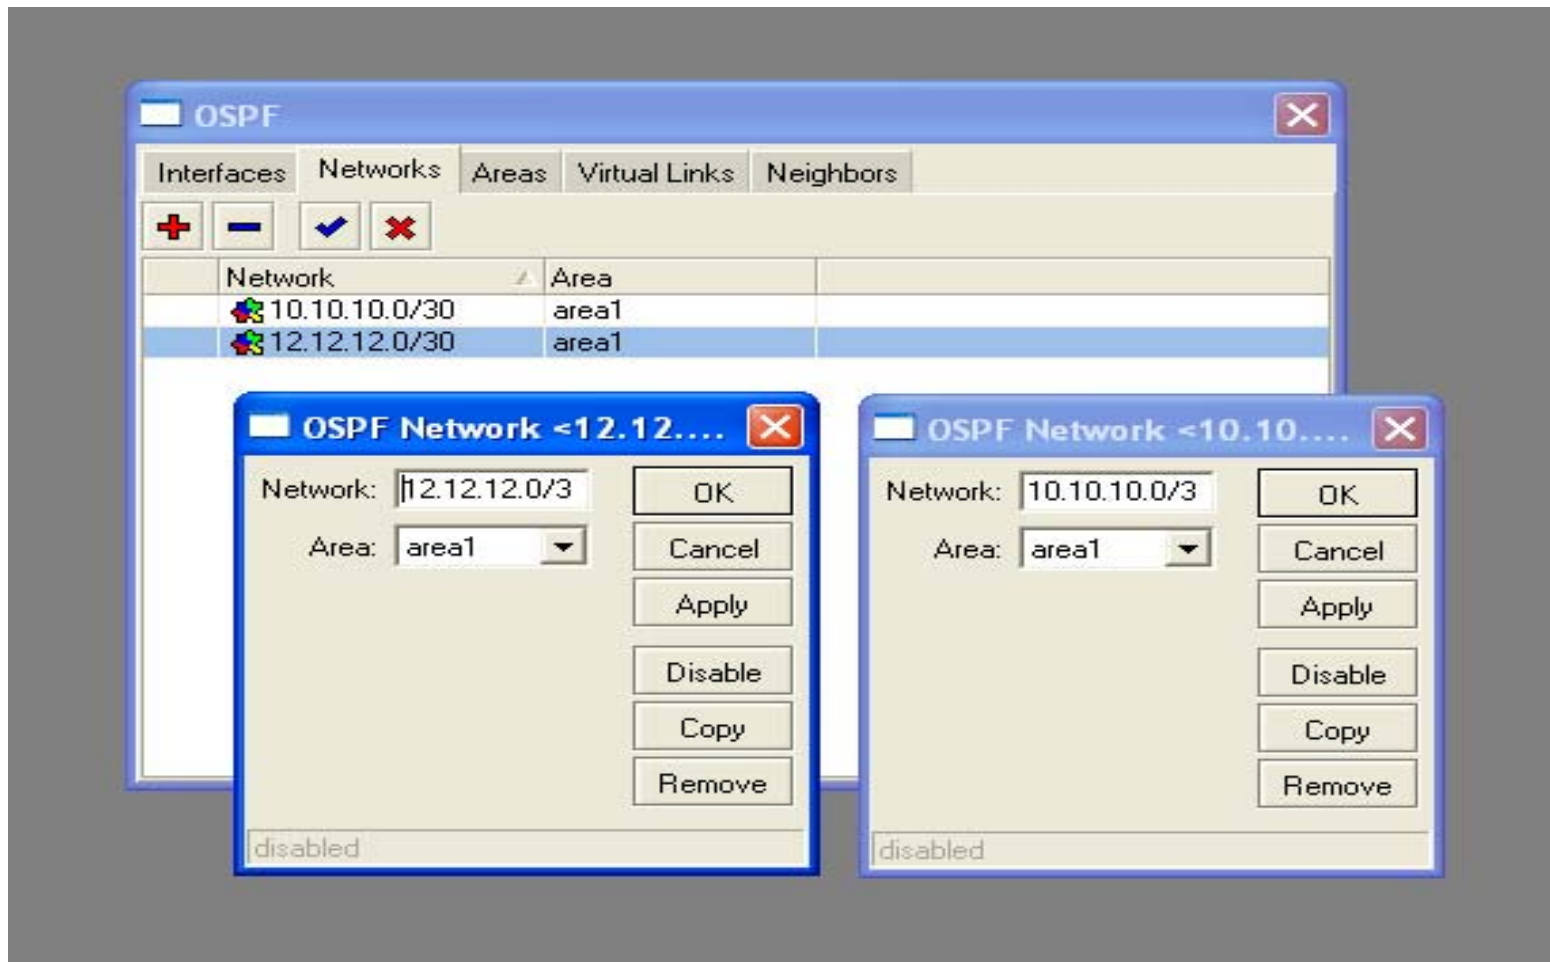 OSPF
Interfaces Networks Areas Virtual Links Neighbors
Network Area
10.10.10.0/30 area1
12.12.12.0/30 area1
OSPF Network <12.12....
Network: 12.12.12.0/3
OK
Area: area1
Cancel
Apply
Disable
Copy
Remove
disabled
OSPF Network <10.10....
Network: 10.10.10.0/3
OK
Area: area1
Cancel
Apply
Disable
Copy
Remove
disabled